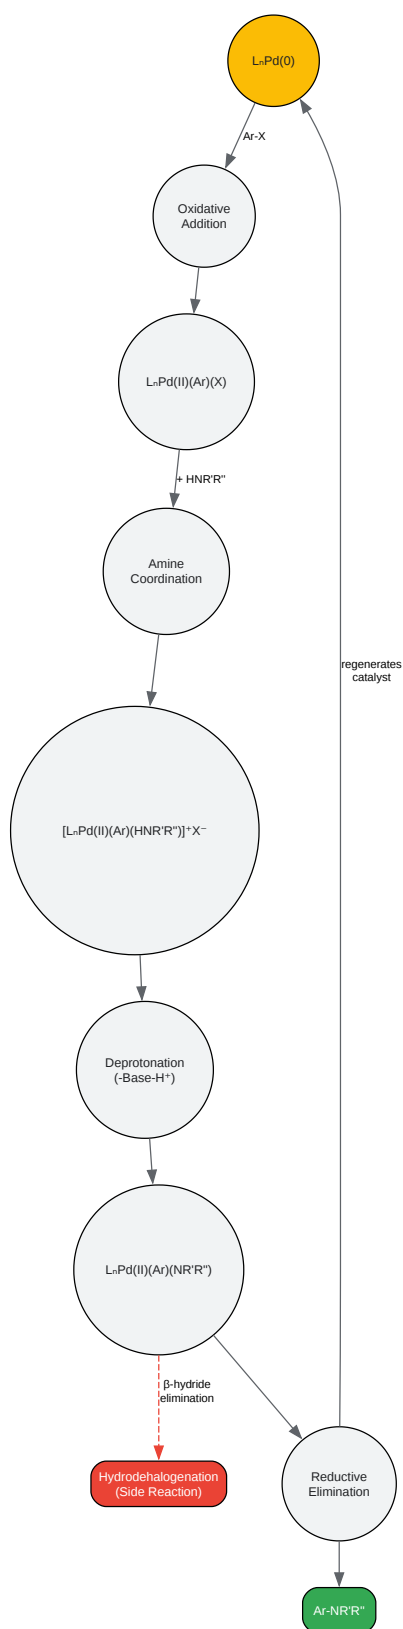 LₙPd(0)
Ar-X
Oxidative
Addition
LₙPd(II)(Ar)(X)
+ HNR'R"
Amine
Coordination
[LₙPd(II)(Ar)(HNR'R")]⁺X⁻
regenerates
catalyst
Deprotonation
(-Base-H⁺)
LₙPd(II)(Ar)(NR'R")
β-hydride
elimination
Hydrodehalogenation
(Side Reaction)
Reductive
Elimination
Ar-NR'R"